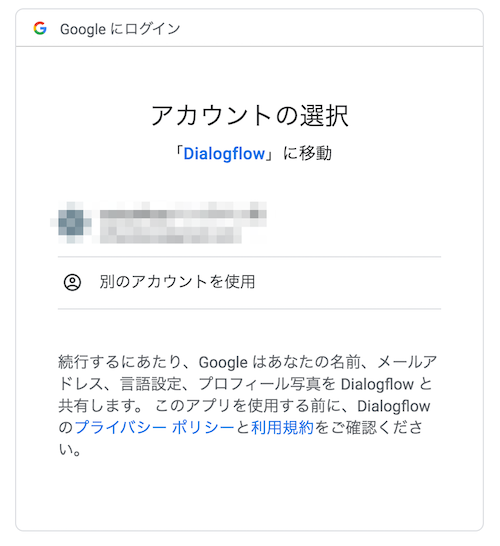 Google にログイン
アカウントの選択
「Dialogflow」に移動
別のアカウントを使用
続行するにあたり、Google はあなたの名前、メールア
ドレス、言語設定、プロフィール写真を Dialogflow と
共有します。 このアプリを使用する前に、Dialogflow
のプライバシー ポリシーと利用規約をご確認くださ
い。